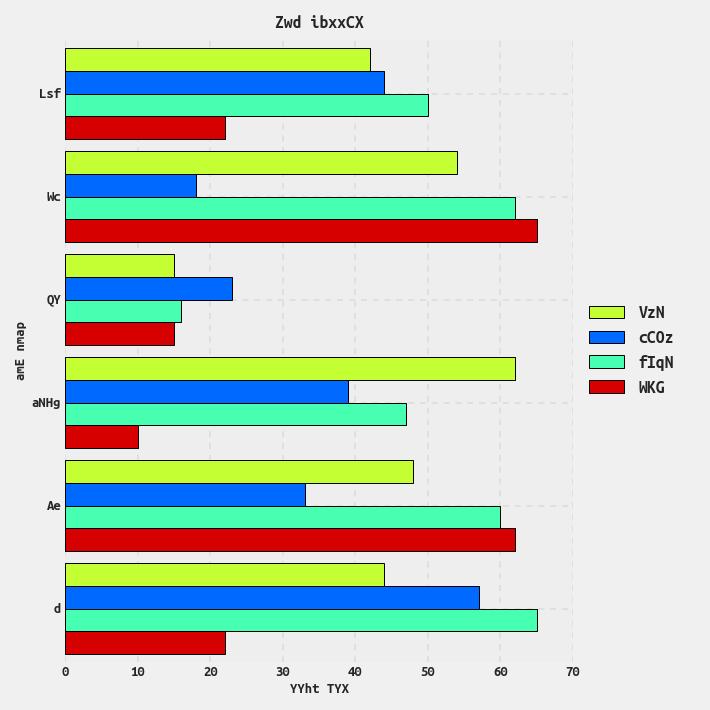 Zwd ibxxCX
Lsf
Wc
QY
aNHg
Ae
d
amE nmap
0 10 20 30 40 50 60 70
YYht TYX
VzN
cCOz
fIqN
WKG